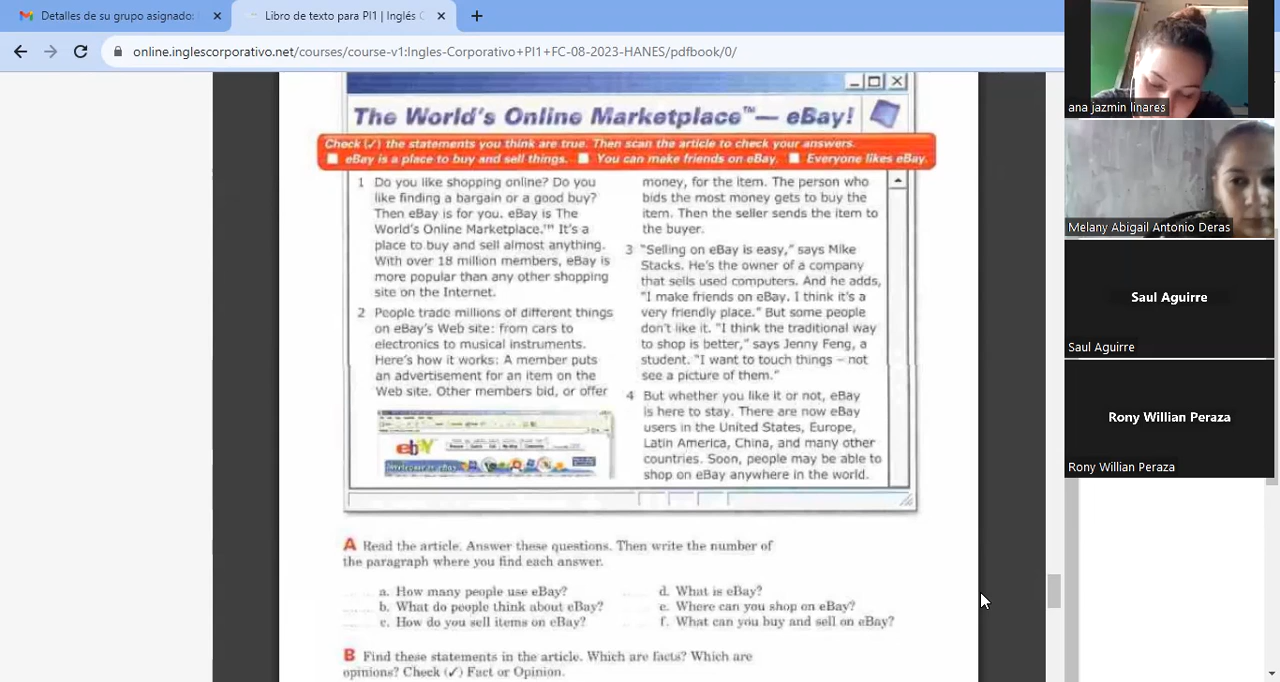 Detalles de su grupo asignado:
Libro de texto para PI1 | Inglés C
online.inglescorporativo.net/courses/course-v1:Ingles-Corporativo+PI1+FC-08-2023-HANES/pdfbook/0/
The World's Online Marketplace™— eBay!
Check (✓) the statements you think are true. Then scan the article to check your answers.
eBay is a place to buy and sell things. You can make friends on eBay. Everyone likes eBay.
1 Do you like shopping online? Do you
like finding a bargain or a good buy?
Then eBay is for you. eBay is The
World's Online Marketplace.™ It's a
place to buy and sell almost anything.
With over 18 million members, eBay is
more popular than any other shopping
site on the Internet.
2 People trade millions of different things
on eBay's Web site: from cars to
electronics to musical instruments.
Here's how it works: A member puts
an advertisement for an item on the
Web site. Other members bid, or offer
ebY
money, for the item. The person who
bids the most money gets to buy the
item. Then the seller sends the item to
the buyer.
3 "Selling on eBay is easy," says Mike
Stacks. He's the owner of a company
that sells used computers. And he adds,
"I make friends on eBay. I think it's a
very friendly place." But some people
don't like it. "I think the traditional way
to shop is better," says Jenny Feng, a
student. "I want to touch things – not
see a picture of them."
4 But whether you like it or not, eBay
is here to stay. There are now eBay
users in the United States, Europe,
Latin America, China, and many other
countries. Soon, people may be able to
shop on eBay anywhere in the world.
A Read the article. Answer these questions. Then write the number of
the paragraph where you find each answer.
a. How many people use eBay?
b. What do people think about eBay?
c. How do you sell items on eBay?
d. What is eBay?
e. Where can you shop on eBay?
f. What can you buy and sell on eBay?
B Find these statements in the article. Which are facts? Which are
opinions? Check (✓) Fact or Opinion.
ana jazmin linares
Melany Abigail Antonio Deras
Saul Aguirre
Saul Aguirre
Rony Willian Peraza
Rony Willian Peraza